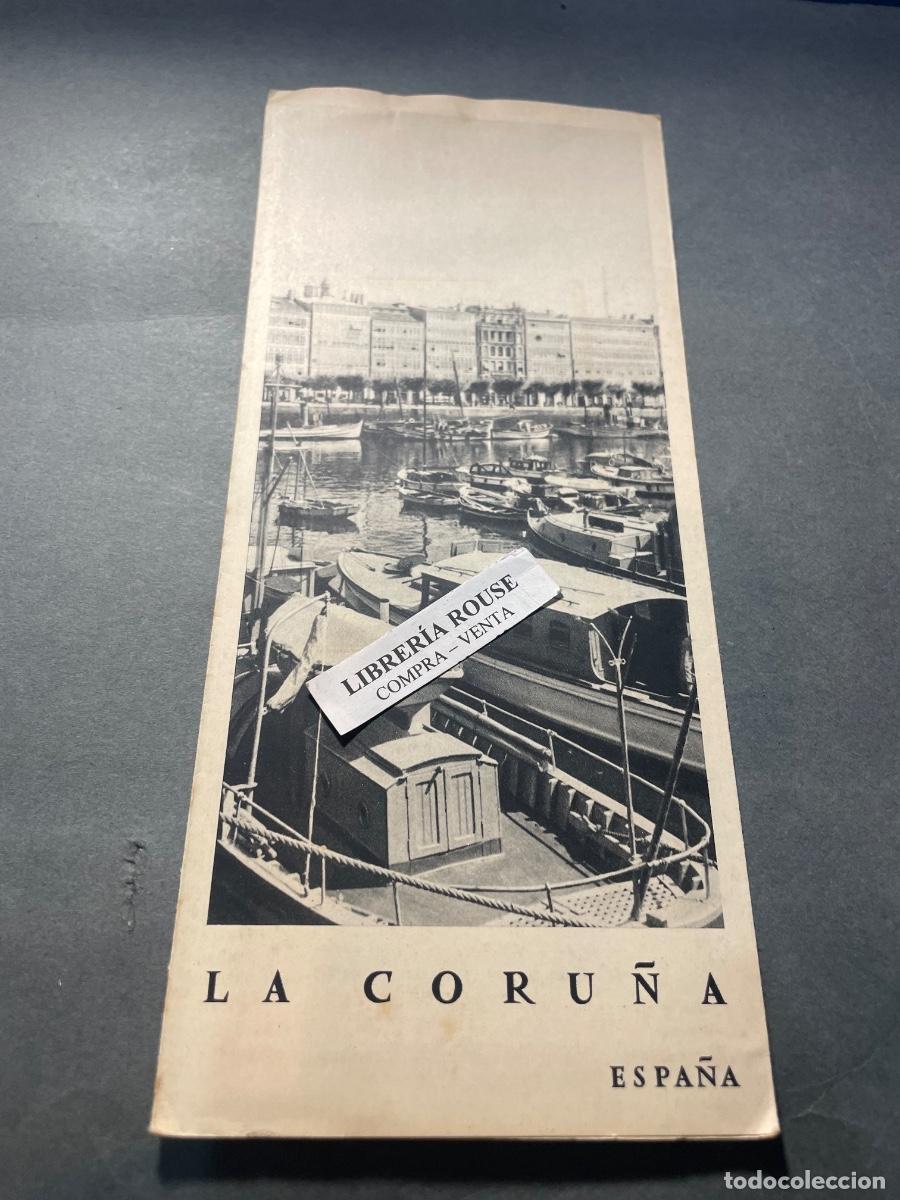 LIBRERÍA ROUSE
COMPRA – VENTA
LA CORUÑA
ESPAÑA
todocoleccion